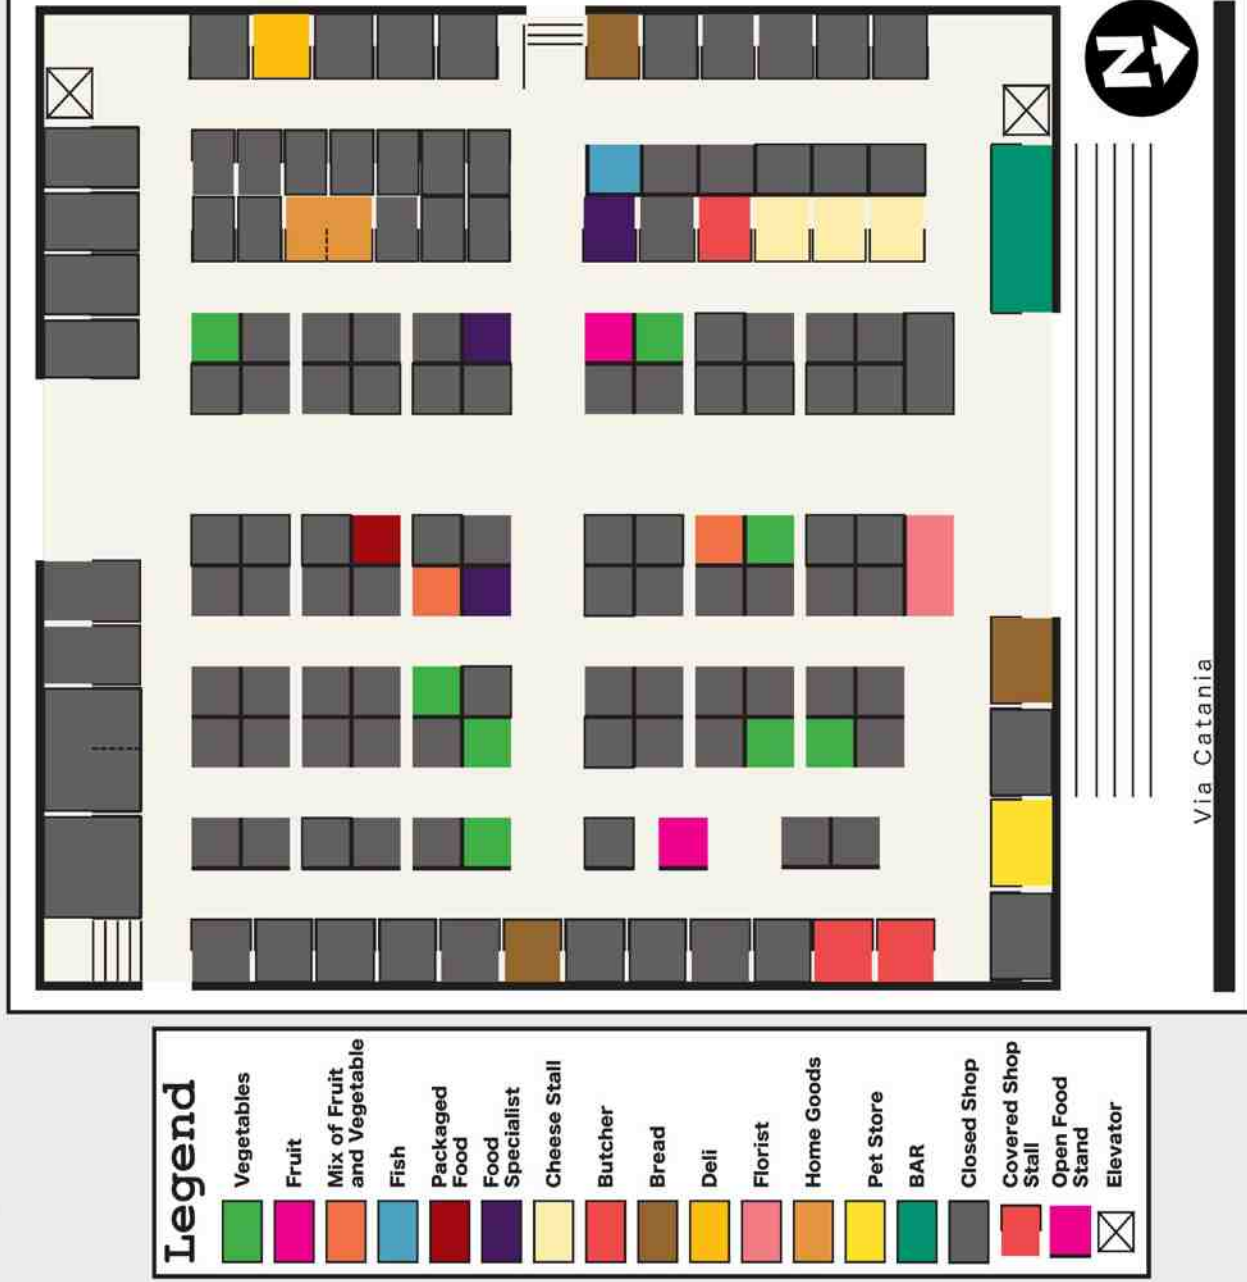 N
Via Catania
Legend
Vegetables
Fruit
Mix of Fruit
and Vegetable
Fish
Packaged
Food
Food
Specialist
Cheese Stall
Butcher
Bread
Deli
Florist
Home Goods
Pet Store
BAR
Closed Shop
Covered Shop
Stall
Open Food
Stand
Elevator